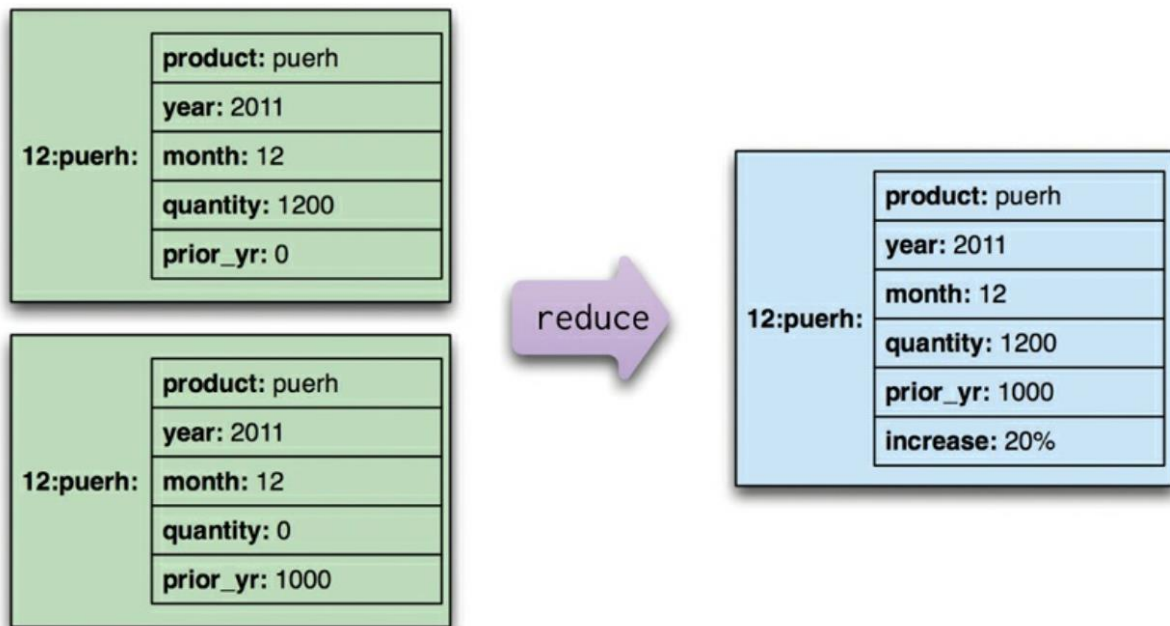 12:puerh:
product: puerh
year: 2011
month: 12
quantity: 1200
prior_yr: 0
12:puerh:
product: puerh
year: 2011
month: 12
quantity: 0
prior_yr: 1000
reduce
12:puerh:
product: puerh
year: 2011
month: 12
quantity: 1200
prior_yr: 1000
increase: 20%